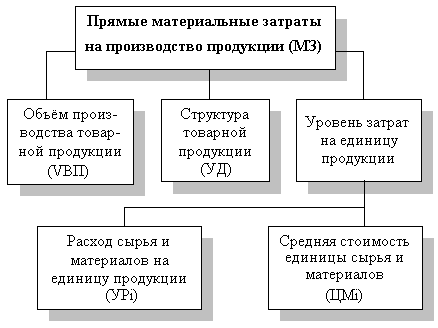 Прямые материальные затраты
на производство продукции (МЗ)
Объём произ-
водства товар-
ной продукции
(VВП)
Структура
товарной
продукции
(УД)
Уровень затрат
на единицу
продукции
Расход сырья и
материалов на
единицу продукции
(УРi)
Средняя стоимость
единицы сырья и
материалов
(ЦМi)